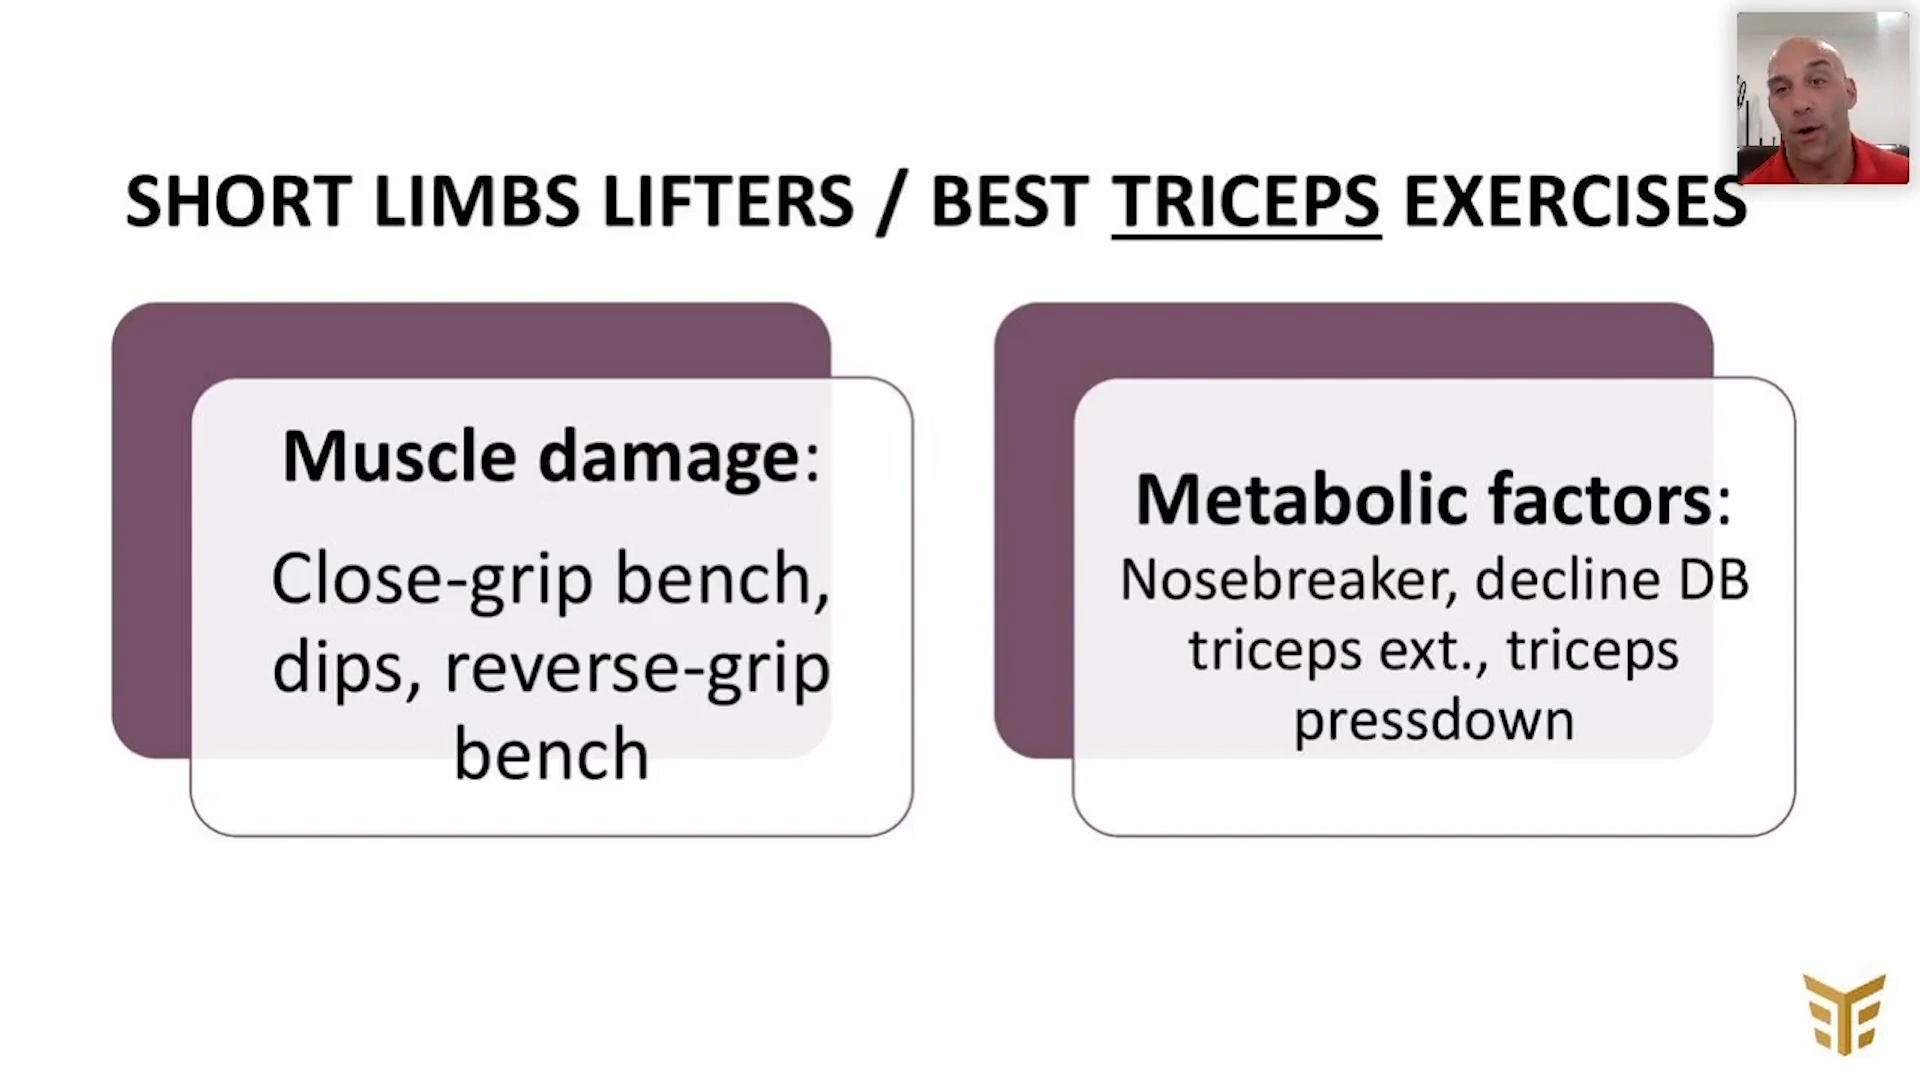 SHORT LIMBS LIFTERS / BEST TRICEPS EXERCISES
Muscle damage:
Close-grip bench,
dips, reverse-grip
bench
Metabolic factors:
Nosebreaker, decline DB
triceps ext., triceps
pressdown